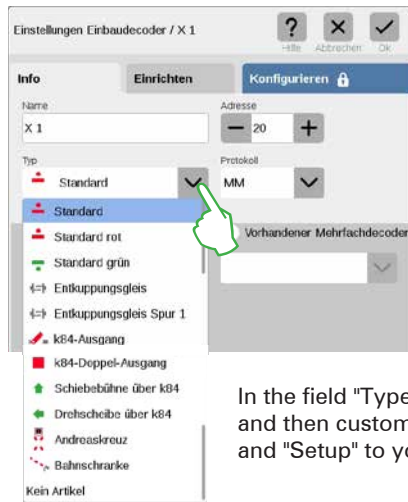 Einstellungen Einbaudecoder / X 1
Hilfe Abbrechen Ok
Info Einrichten Konfigurieren
Name Adresse
X 1 20
Typ Protokoll
Standard MM
Standard
Standard rot Vorhandener Mehrfachdecoder
Standard grün
Entkuppungsgleis
Entkuppungsgleis Spur 1
k84-Ausgang
k84-Doppel-Ausgang
Schiebebühne über k84
Drehscheibe über k84
Andreaskreuz
Bahnschranke
Kein Artikel
In the field "Type
and then custom
and "Setup" to yo